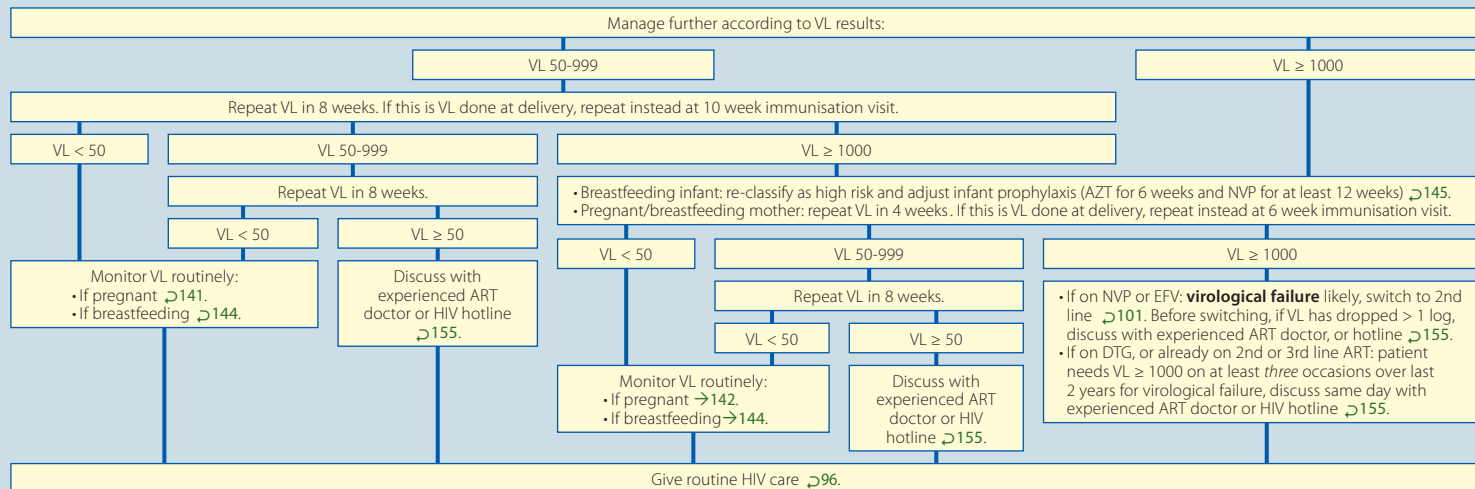 Manage further according to VL results:
VL 50-999
VL ≥ 1000
Repeat VL in 8 weeks. If this is VL done at delivery, repeat instead at 10 week immunisation visit.
VL < 50
VL 50-999
VL ≥ 1000
Repeat VL in 8 weeks.
VL < 50
VL ≥ 50
Monitor VL routinely:
• If pregnant ⮌141.
• If breastfeeding ⮌144.
Discuss with
experienced ART
doctor or HIV hotline
⮌155.
• Breastfeeding infant: re-classify as high risk and adjust infant prophylaxis (AZT for 6 weeks and NVP for at least 12 weeks) ⮌145.
• Pregnant/breastfeeding mother: repeat VL in 4 weeks. If this is VL done at delivery, repeat instead at 6 week immunisation visit.
VL < 50
VL 50-999
VL ≥ 1000
Repeat VL in 8 weeks.
VL < 50
VL ≥ 50
Monitor VL routinely:
• If pregnant →142.
• If breastfeeding→144.
Discuss with
experienced ART
doctor or HIV
hotline ⮌155.
• If on NVP or EFV: virological failure likely, switch to 2nd
line ⮌101. Before switching, if VL has dropped > 1 log,
discuss with experienced ART doctor, or hotline ⮌155.
• If on DTG, or already on 2nd or 3rd line ART: patient
needs VL ≥ 1000 on at least three occasions over last
2 years for virological failure, discuss same day with
experienced ART doctor or HIV hotline ⮌155.
Give routine HIV care ⮌96.